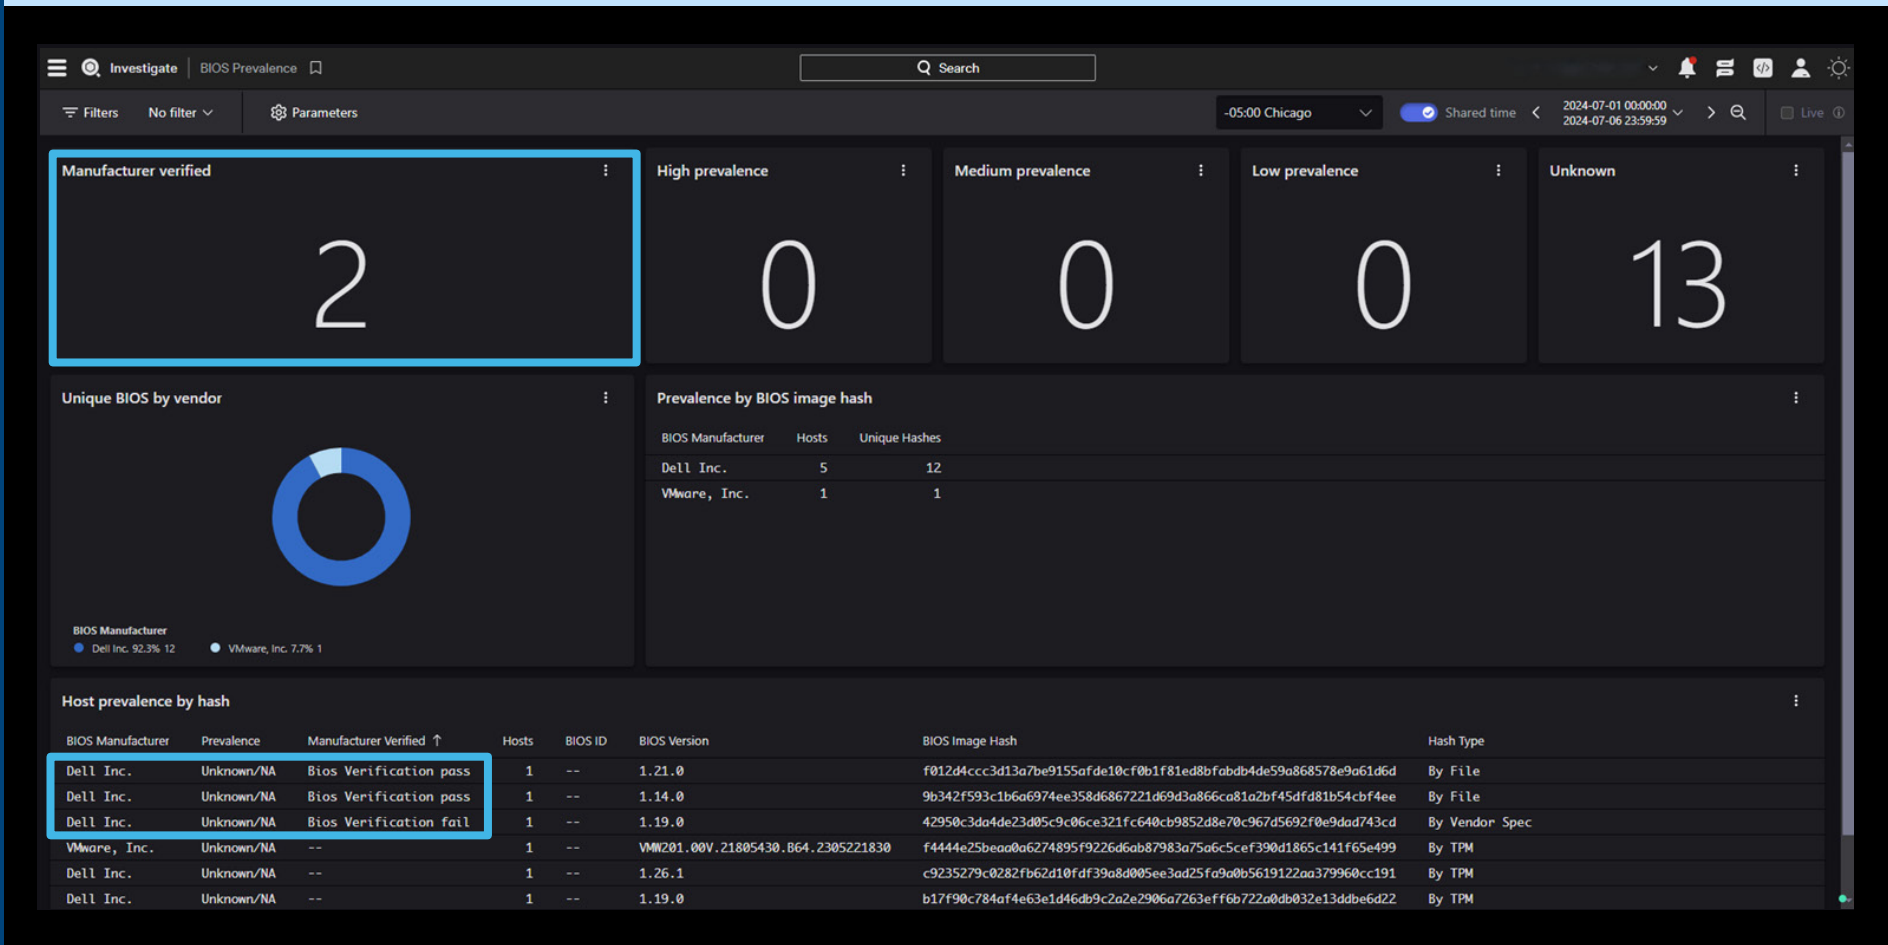 Investigate BIOS Prevalence Search
Filters No filter Parameters -05:00 Chicago Shared time 2024-07-01 00:00:00 Live
2024-07-06 23:59:59
Manufacturer verified High prevalence Medium prevalence Low prevalence Unknown
2 0 0 0 13
Unique BIOS by vendor
BIOS Manufacturer
Dell Inc. 92.3% 12 VMware, Inc. 7.7% 1
Prevalence by BIOS image hash
BIOS Manufacturer Hosts Unique Hashes
Dell Inc. 5 12
VMware, Inc. 1 1
Host prevalence by hash
BIOS Manufacturer Prevalence Manufacturer Verified ↑ Hosts BIOS ID BIOS Version BIOS Image Hash Hash Type
Dell Inc. Unknown/NA Bios Verification pass 1 -- 1.21.0 f012d4ccc3d13a7be9155afde10cf0b1f81ed8bfabdb4de59a868578e9a61d6d By File
Dell Inc. Unknown/NA Bios Verification pass 1 -- 1.14.0 9b342f593c1b6a6974ee358d6867221d69d3a866ca81a2bf45dfd81b54cbf4ee By File
Dell Inc. Unknown/NA Bios Verification fail 1 -- 1.19.0 42950c3da4de23d05c9c06ce321fc640cb9852d8e70c967d5692f0e9dad743cd By Vendor Spec
VMware, Inc. Unknown/NA -- 1 -- VMW201.00V.21805430.B64.2305221830 f4444e25beaa0a6274895f9226d6ab87983a75a6c5cef390d1865c141f65e499 By TPM
Dell Inc. Unknown/NA -- 1 -- 1.26.1 c9235279c0282fb62d10fdf39a8d005ee3ad25fa9a0b5619122aa379960cc191 By TPM
Dell Inc. Unknown/NA -- 1 -- 1.19.0 b17f90c784af4e63e1d46db9c2a2e2906a7263eff6b722a0db032e13ddbe6d22 By TPM